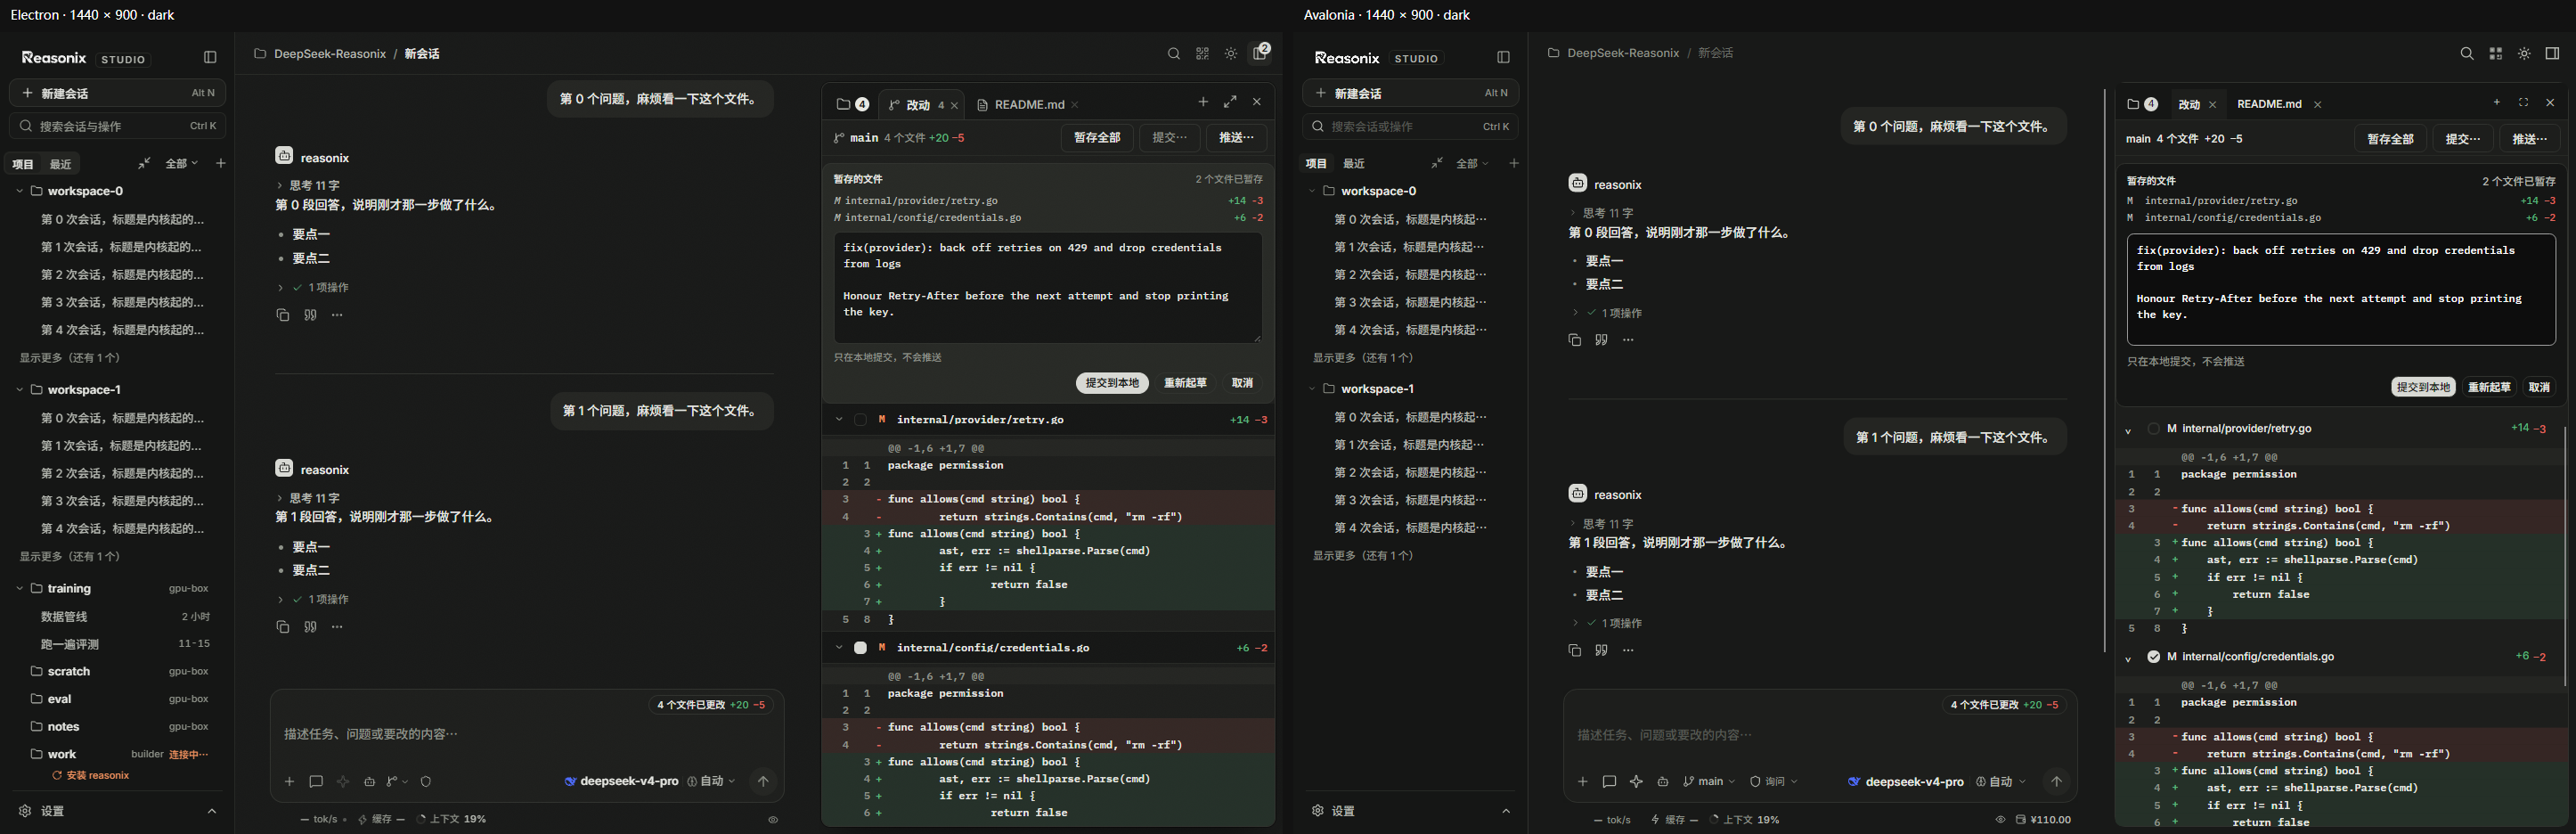 Electron · 1440 × 900 · dark
Reasonix STUDIO
新建会话 Alt N
搜索会话与操作 Ctrl K
项目 最近 全部
workspace-0
第 0 次会话，标题是内核起的...
第 1 次会话，标题是内核起的...
第 2 次会话，标题是内核起的...
第 3 次会话，标题是内核起的...
第 4 次会话，标题是内核起的...
显示更多（还有 1 个）
workspace-1
第 0 次会话，标题是内核起的...
第 1 次会话，标题是内核起的...
第 2 次会话，标题是内核起的...
第 3 次会话，标题是内核起的...
第 4 次会话，标题是内核起的...
显示更多（还有 1 个）
training gpu-box
数据管线 2 小时
跑一遍评测 11-15
scratch gpu-box
eval gpu-box
notes gpu-box
work builder 连接中…
安装 reasonix
设置
DeepSeek-Reasonix / 新会话
2
第 0 个问题，麻烦看一下这个文件。
reasonix
思考 11 字
第 0 段回答，说明刚才那一步做了什么。
• 要点一
• 要点二
1 项操作
第 1 个问题，麻烦看一下这个文件。
reasonix
思考 11 字
第 1 段回答，说明刚才那一步做了什么。
• 要点一
• 要点二
1 项操作
4 个文件已更改 +20 −5
描述任务、问题或要改的内容…
deepseek-v4-pro 自动
— tok/s • 缓存 — 上下文 19%
4 改动 4 × README.md ×
main 4 个文件 +20 −5 暂存全部 提交… 推送…
暂存的文件 2 个文件已暂存
M internal/provider/retry.go +14 −3
M internal/config/credentials.go +6 −2
fix(provider): back off retries on 429 and drop credentials
from logs
Honour Retry-After before the next attempt and stop printing
the key.
只在本地提交，不会推送
提交到本地 重新起草 取消
M internal/provider/retry.go +14 −3
@@ -1,6 +1,7 @@
1 1 package permission
2 2
3 - func allows(cmd string) bool {
4 - return strings.Contains(cmd, "rm -rf")
3 + func allows(cmd string) bool {
4 + ast, err := shellparse.Parse(cmd)
5 + if err != nil {
6 + return false
7 + }
5 8 }
M internal/config/credentials.go +6 −2
@@ -1,6 +1,7 @@
1 1 package permission
2 2
3 - func allows(cmd string) bool {
4 - return strings.Contains(cmd, "rm -rf")
3 + func allows(cmd string) bool {
4 + ast, err := shellparse.Parse(cmd)
5 + if err != nil {
6 + return false
Avalonia · 1440 × 900 · dark
Reasonix STUDIO
新建会话 Alt N
搜索会话或操作 Ctrl K
项目 最近 全部
workspace-0
第 0 次会话，标题是内核起…
第 1 次会话，标题是内核起…
第 2 次会话，标题是内核起…
第 3 次会话，标题是内核起…
第 4 次会话，标题是内核起…
显示更多（还有 1 个）
workspace-1
第 0 次会话，标题是内核起…
第 1 次会话，标题是内核起…
第 2 次会话，标题是内核起…
第 3 次会话，标题是内核起…
第 4 次会话，标题是内核起…
显示更多（还有 1 个）
设置
DeepSeek-Reasonix / 新会话
第 0 个问题，麻烦看一下这个文件。
reasonix
思考 11 字
第 0 段回答，说明刚才那一步做了什么。
• 要点一
• 要点二
1 项操作
第 1 个问题，麻烦看一下这个文件。
reasonix
思考 11 字
第 1 段回答，说明刚才那一步做了什么。
• 要点一
• 要点二
1 项操作
4 个文件已更改 +20 −5
描述任务、问题或要改的内容…
main 询问 deepseek-v4-pro 自动
— tok/s 缓存 — 上下文 19% ¥110.00
4 改动 × README.md ×
main 4 个文件 +20 −5 暂存全部 提交… 推送…
暂存的文件 2 个文件已暂存
M internal/provider/retry.go +14 −3
M internal/config/credentials.go +6 −2
fix(provider): back off retries on 429 and drop credentials
from logs
Honour Retry-After before the next attempt and stop printing
the key.
只在本地提交，不会推送
提交到本地 重新起草 取消
M internal/provider/retry.go +14 −3
@@ -1,6 +1,7 @@
1 1 package permission
2 2
3 - func allows(cmd string) bool {
4 - return strings.Contains(cmd, "rm -rf")
3 + func allows(cmd string) bool {
4 + ast, err := shellparse.Parse(cmd)
5 + if err != nil {
6 + return false
7 + }
5 8 }
M internal/config/credentials.go +6 −2
@@ -1,6 +1,7 @@
1 1 package permission
2 2
3 - func allows(cmd string) bool {
4 - return strings.Contains(cmd, "rm -rf")
3 + func allows(cmd string) bool {
4 + ast, err := shellparse.Parse(cmd)
5 + if err != nil {
6 + return false